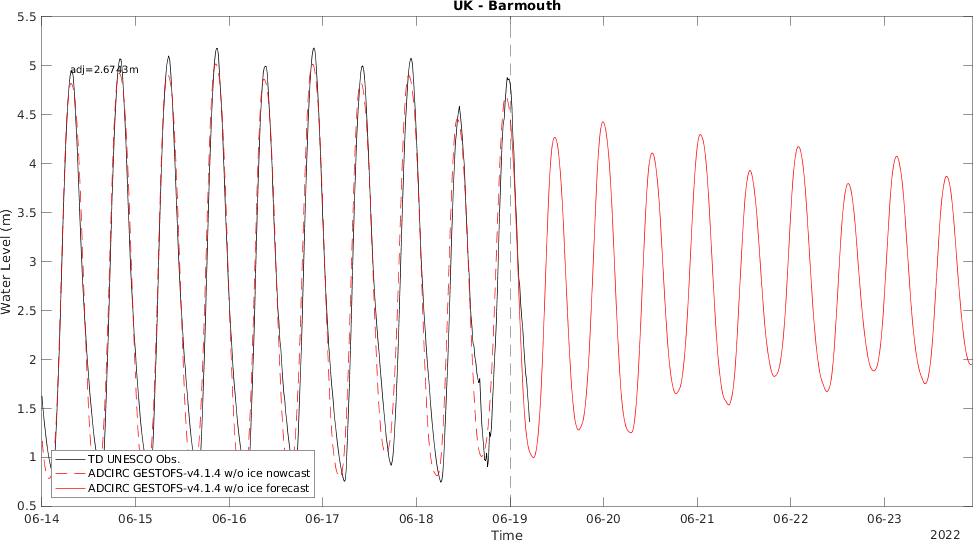 UK - Barmouth
5.5
5
4.5
4
3.5
3
2.5
2
1.5
1
0.5
Water Level (m)
adj=2.6743m
TD UNESCO Obs.
ADCIRC GESTOFS-v4.1.4 w/o ice nowcast
ADCIRC GESTOFS-v4.1.4 w/o ice forecast
06-14 06-15 06-16 06-17 06-18 06-19 06-20 06-21 06-22 06-23
Time
2022